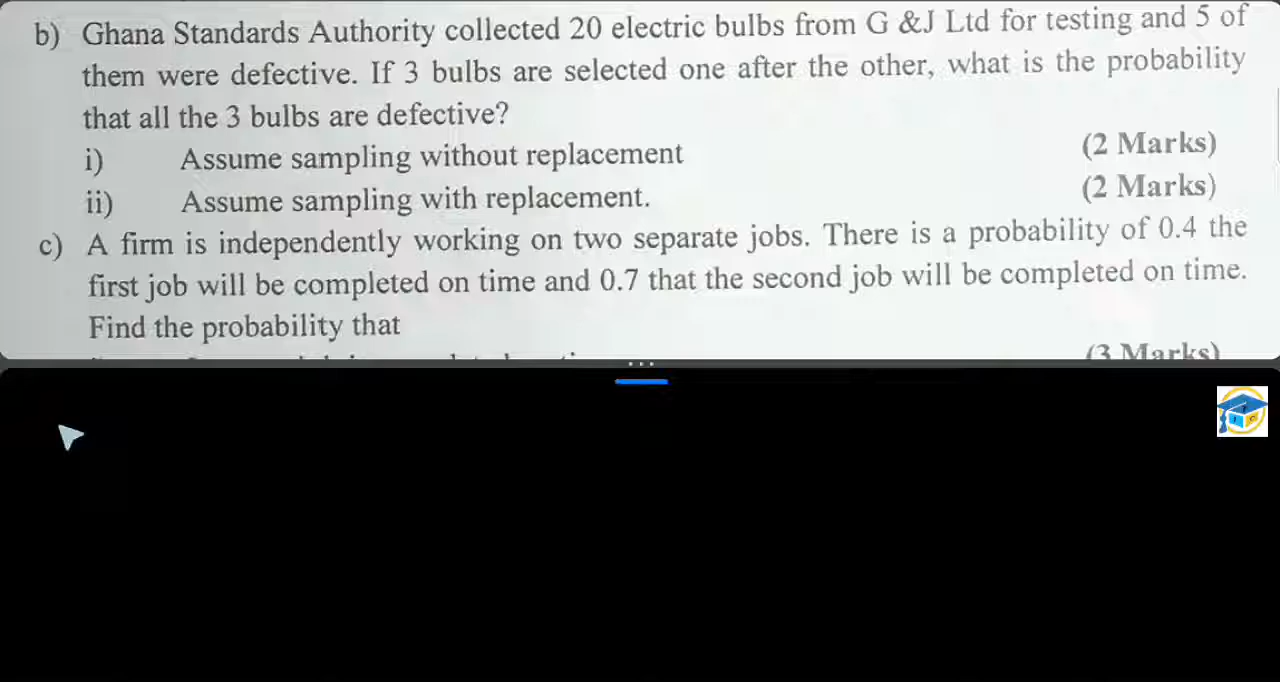 b) Ghana Standards Authority collected 20 electric bulbs from G &J Ltd for testing and 5 of
them were defective. If 3 bulbs are selected one after the other, what is the probability
that all the 3 bulbs are defective?
i) Assume sampling without replacement (2 Marks)
ii) Assume sampling with replacement. (2 Marks)
c) A firm is independently working on two separate jobs. There is a probability of 0.4 the
first job will be completed on time and 0.7 that the second job will be completed on time.
Find the probability that
(3 Marks)